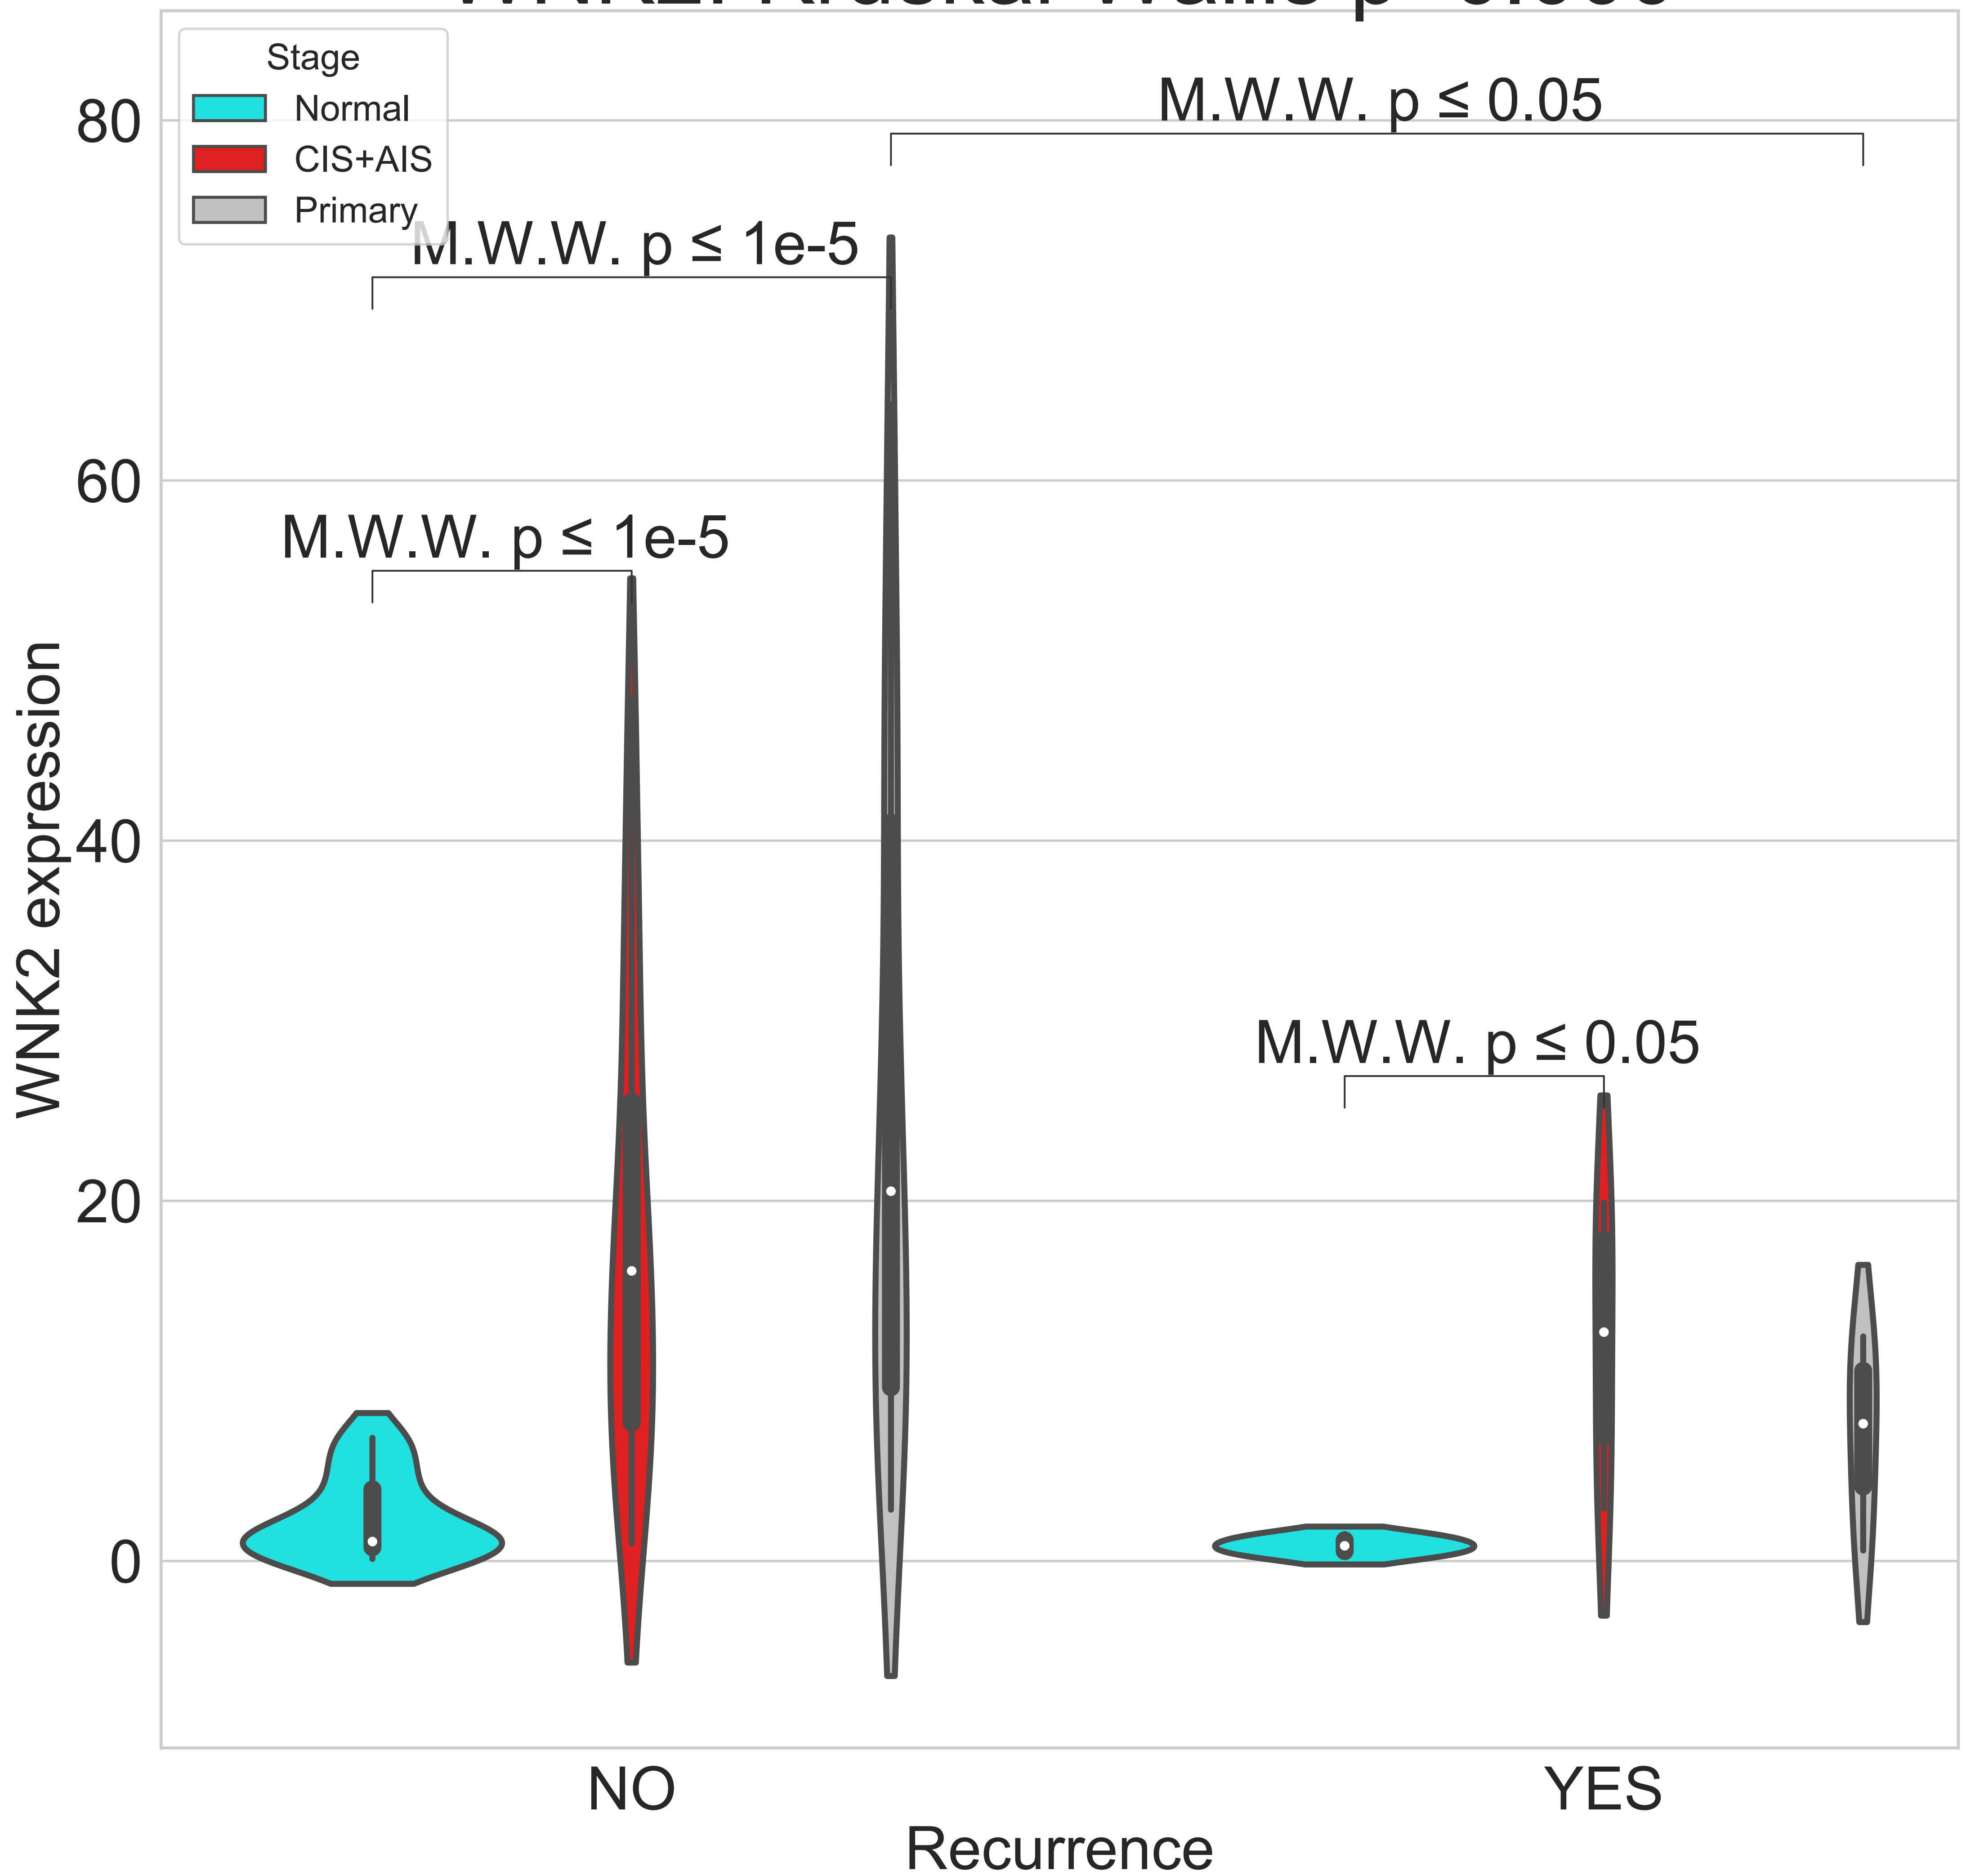 Stage
Normal
CIS+AIS
Primary
M.W.W. p ≤ 0.05
M.W.W. p ≤ 1e-5
M.W.W. p ≤ 1e-5
M.W.W. p ≤ 0.05
80
60
40
20
0
WNK2 expression
NO
YES
Recurrence